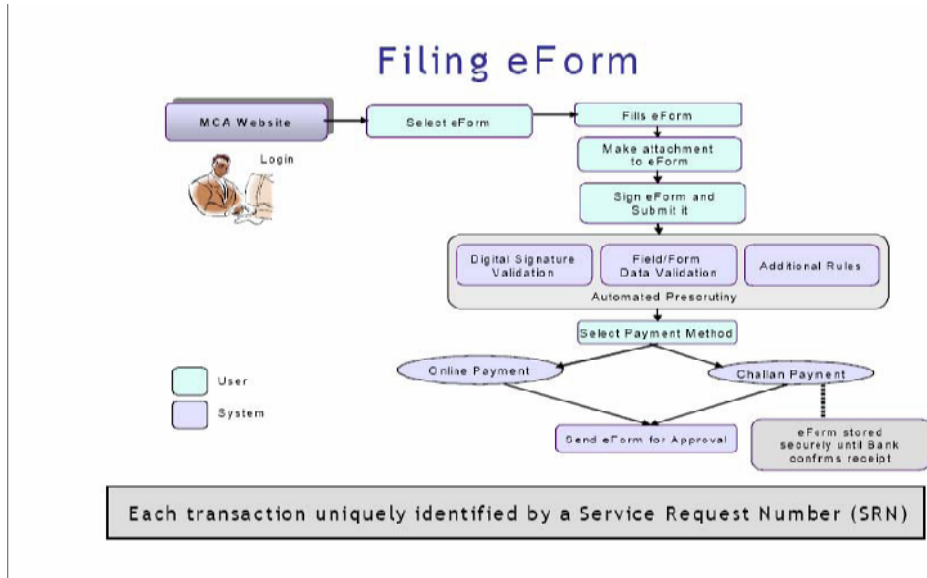 Filing eForm
MCA Website
Select eForm
Fills eForm
Login
Make attachment
to eForm
Sign eForm and
Submit it
Digital Signature
Validation
Field/Form
Data Validation
Additional Rules
Automated Prescrutiny
Select Payment Method
Online Payment
Challan Payment
User
System
Send eForm for Approval
eForm stored
securely until Bank
confirms receipt
Each transaction uniquely identified by a Service Request Number (SRN)